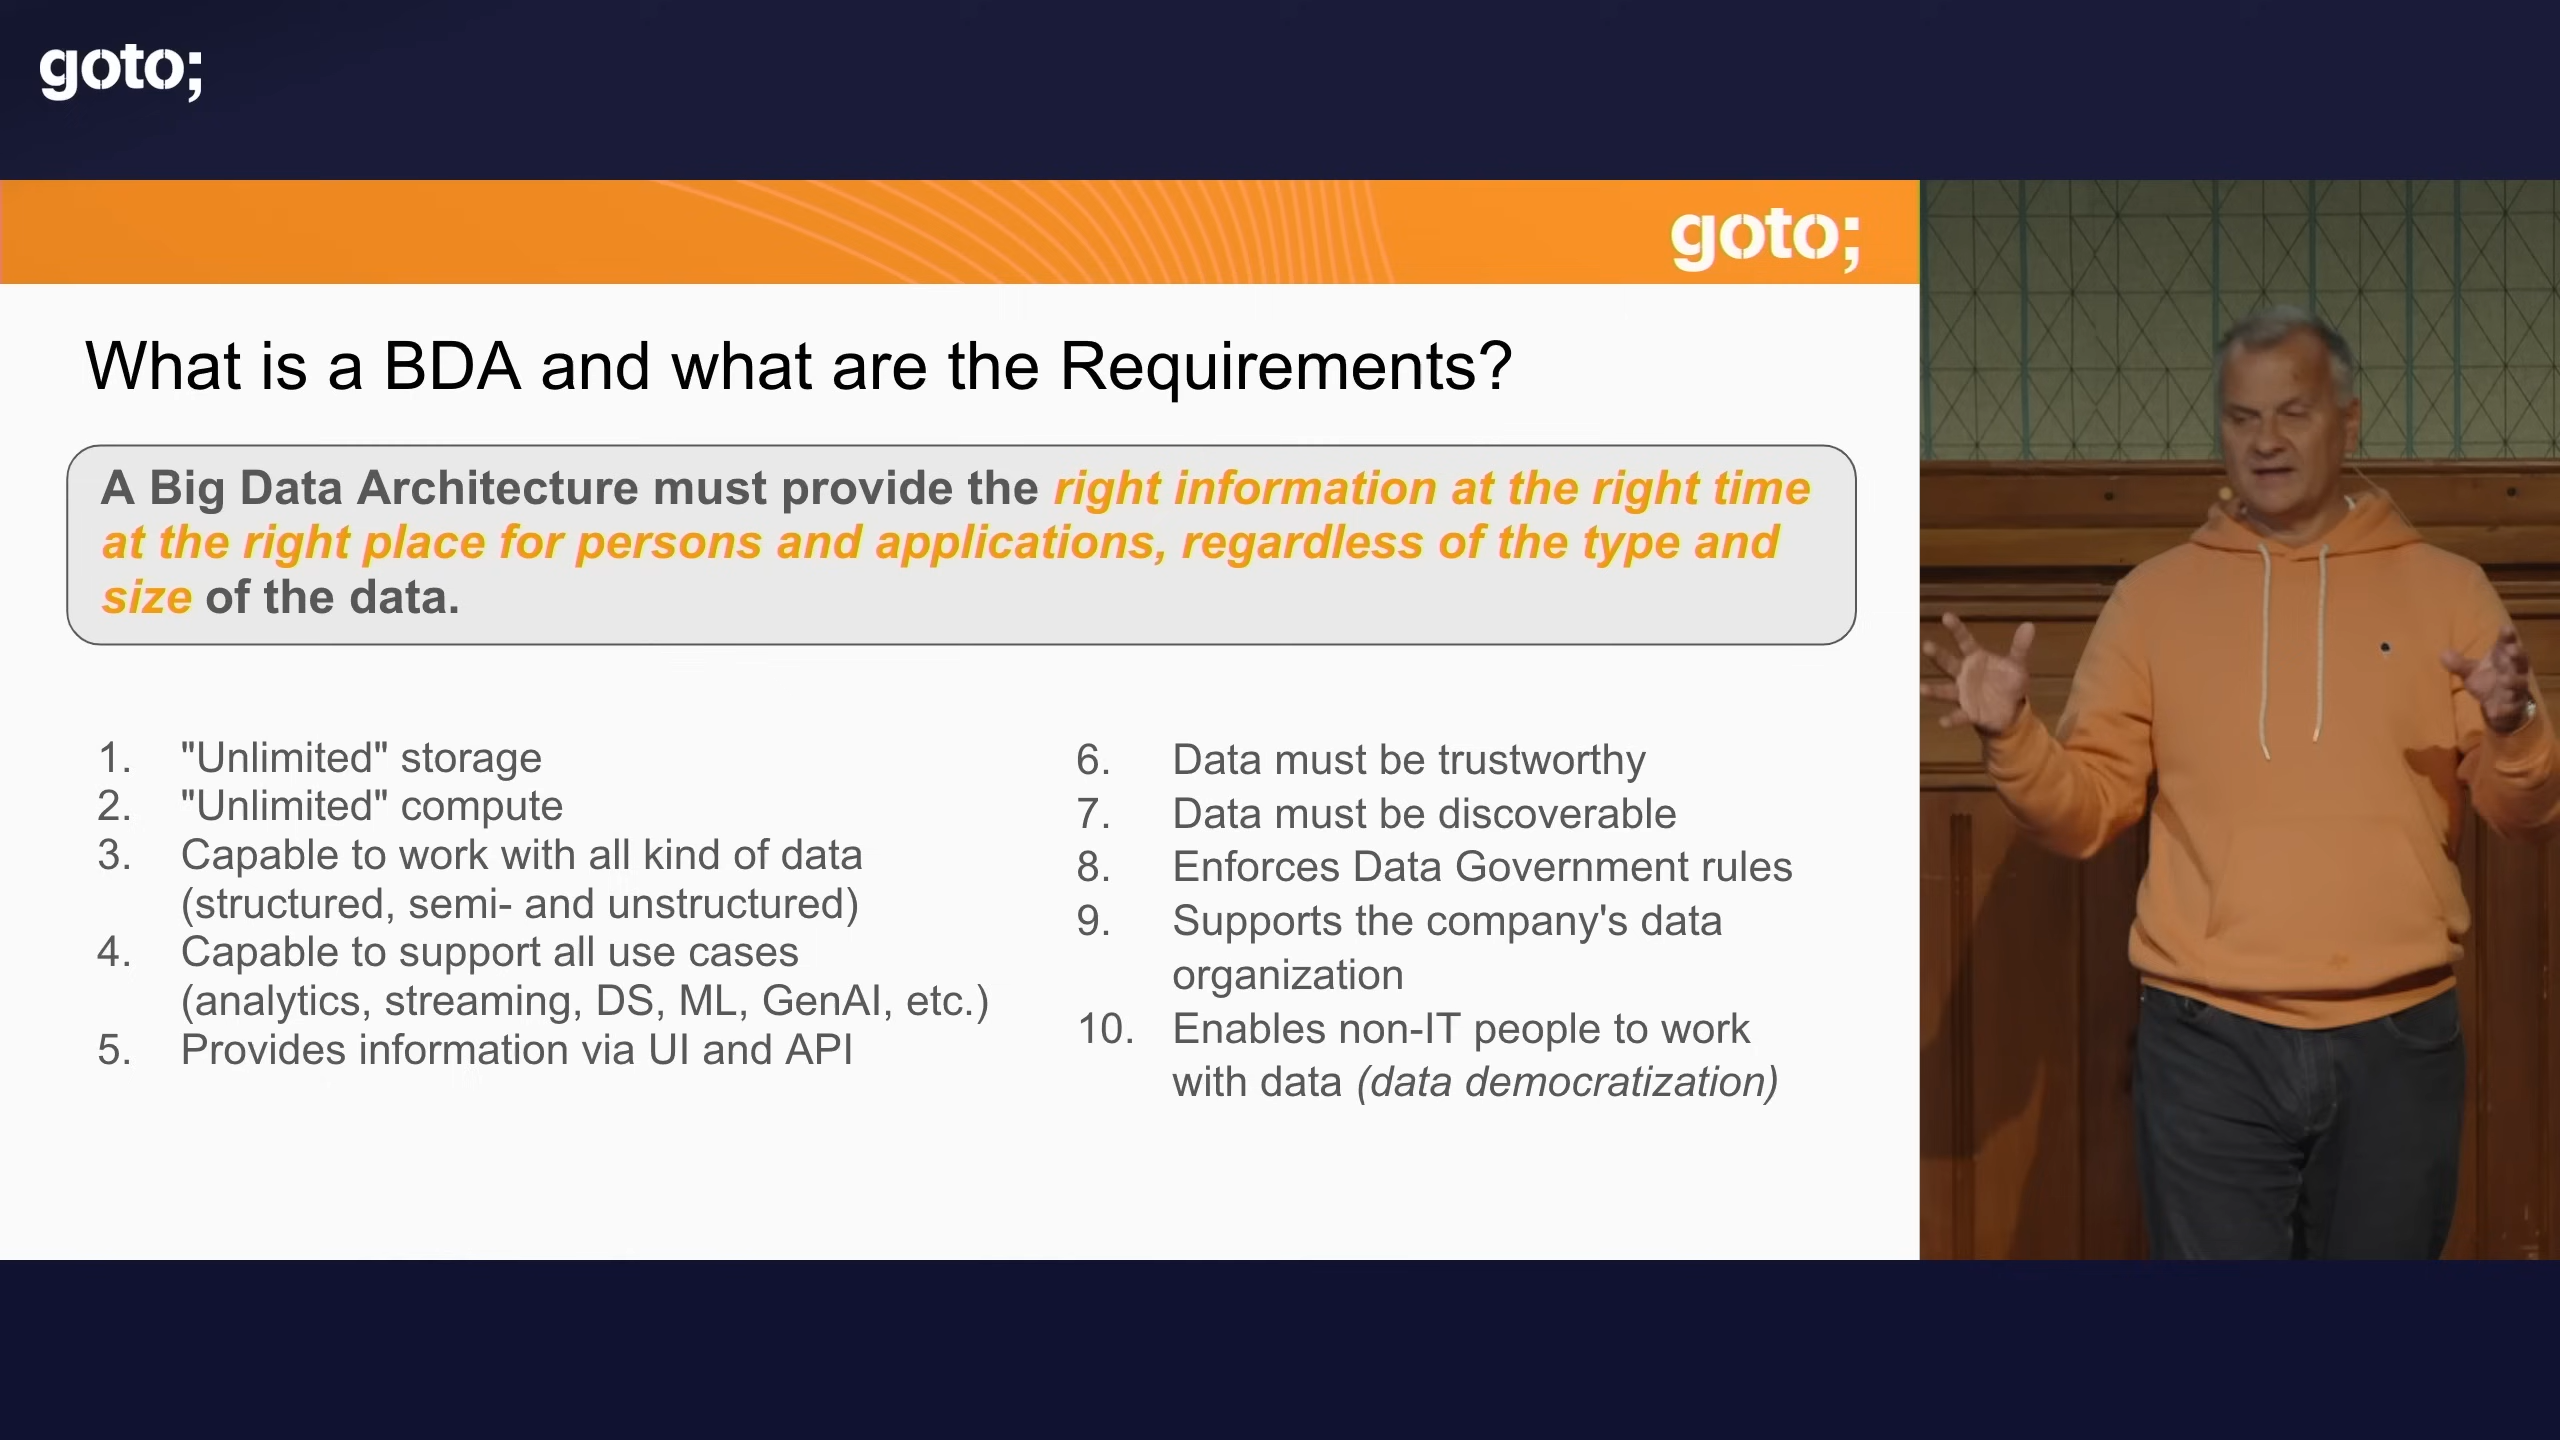 goto;
goto;
What is a BDA and what are the Requirements?
A Big Data Architecture must provide the right information at the right time
at the right place for persons and applications, regardless of the type and
size of the data.
1. "Unlimited" storage
2. "Unlimited" compute
3. Capable to work with all kind of data
(structured, semi- and unstructured)
4. Capable to support all use cases
(analytics, streaming, DS, ML, GenAI, etc.)
5. Provides information via UI and API
6. Data must be trustworthy
7. Data must be discoverable
8. Enforces Data Government rules
9. Supports the company's data
organization
10. Enables non-IT people to work
with data (data democratization)